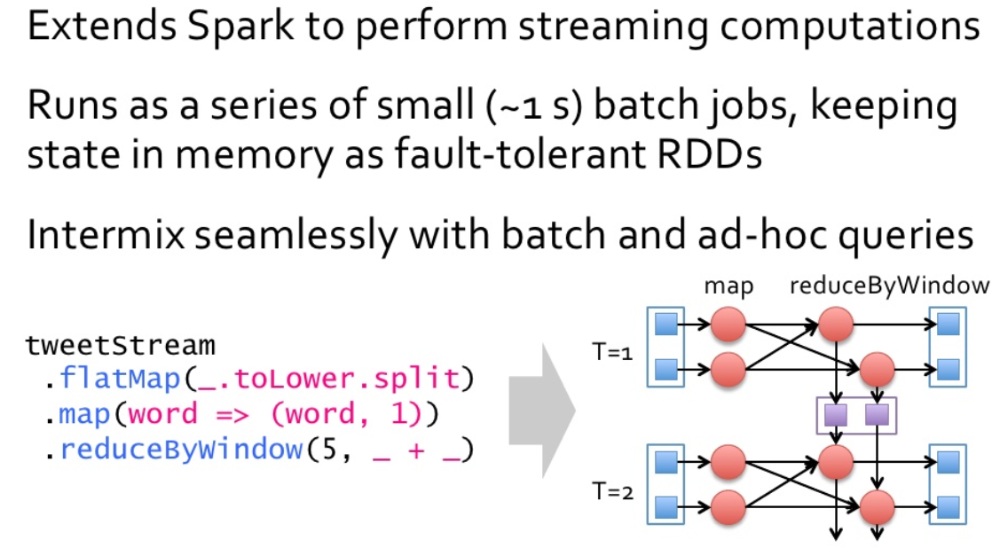 Extends Spark to perform streaming computations
Runs as a series of small (~1 s) batch jobs, keeping
state in memory as fault-tolerant RDDs
Intermix seamlessly with batch and ad-hoc queries
tweetStream
.flatMap(_.toLower.split)
.map(word => (word, 1))
.reduceByWindow(5, _ + _)
map reduceByWindow
T=1
T=2